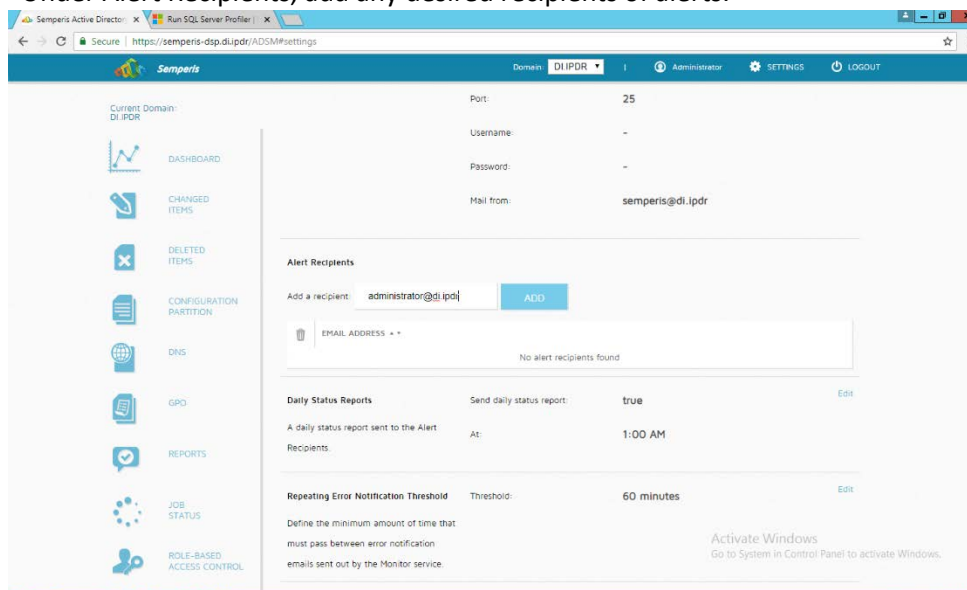 Under Alert Recipients, add any desired recipients of alerts.
Semperis Active Director
Run SQL Server Profiler |
Secure | https://semperis-dsp.di.ipdr/ADSM#settings
Semperis
Domain: DI.IPDR
Administrator
SETTINGS
LOGOUT
Current Domain:
DI.IPDR
DASHBOARD
CHANGED
ITEMS
DELETED
ITEMS
CONFIGURATION
PARTITION
DNS
GPO
REPORTS
JOB
STATUS
ROLE-BASED
ACCESS CONTROL
Port: 25
Username: -
Password: -
Mail from: semperis@di.ipdr
Alert Recipients
Add a recipient: administrator@di.ipdr ADD
EMAIL ADDRESS
No alert recipients found
Daily Status Reports
Send daily status report: true
Edit
A daily status report sent to the Alert
Recipients.
At: 1:00 AM
Repeating Error Notification Threshold
Threshold: 60 minutes
Edit
Define the minimum amount of time that
must pass between error notification
emails sent out by the Monitor service.
Activate Windows
Go to System in Control Panel to activate Windows.